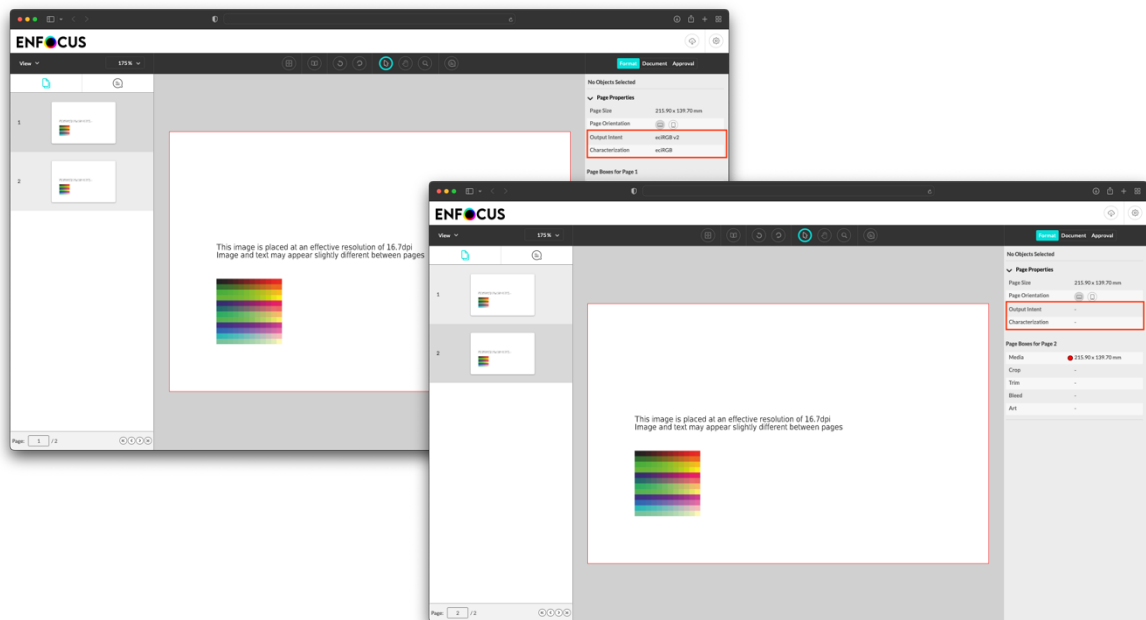 ENFOCUS
View
175%
Format Document Approval
No Objects Selected
Page Properties
Page Size 215.90 x 139.70 mm
Page Orientation
Output Intent eciRGB v2
Characterization eciRGB
Page Boxes for Page 1
1
2
This image is placed at an effective resolution of 16.7dpi
Image and text may appear slightly different between pages
Page: 1 / 2
ENFOCUS
View
175%
Format Document Approval
No Objects Selected
Page Properties
Page Size 215.90 x 139.70 mm
Page Orientation
Output Intent -
Characterization -
Page Boxes for Page 2
Media 215.90 x 139.70 mm
Crop -
Trim -
Bleed -
Art -
1
2
This image is placed at an effective resolution of 16.7dpi
Image and text may appear slightly different between pages
Page: 2 / 2